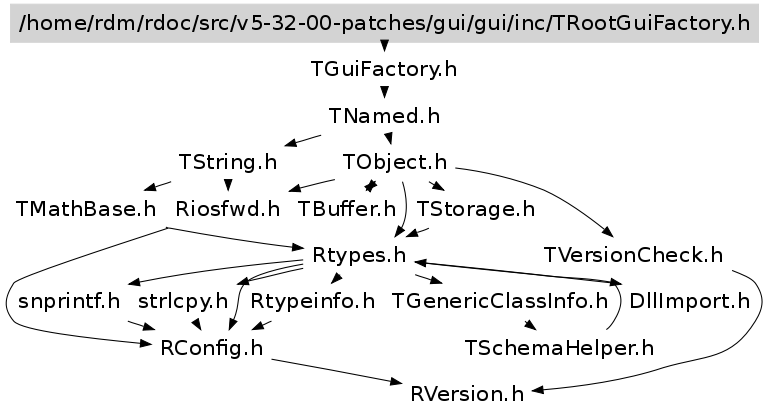 /home/rdm/rdoc/src/v5-32-00-patches/gui/gui/inc/TRootGuiFactory.h
TGuiFactory.h
TNamed.h
TString.h
TObject.h
TMathBase.h
Riosfwd.h
TBuffer.h
TStorage.h
Rtypes.h
TVersionCheck.h
snprintf.h
strlcpy.h
Rtypeinfo.h
TGenericClassInfo.h
DllImport.h
RConfig.h
TSchemaHelper.h
RVersion.h